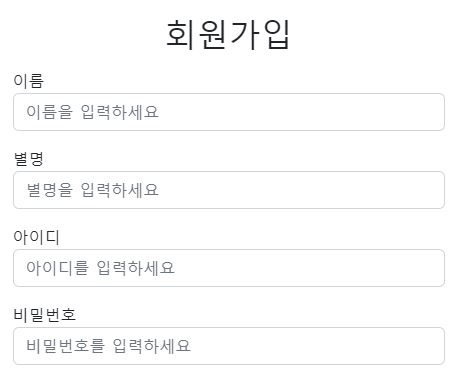 회원가입
이름
이름을 입력하세요
별명
별명을 입력하세요
아이디
아이디를 입력하세요
비밀번호
비밀번호를 입력하세요